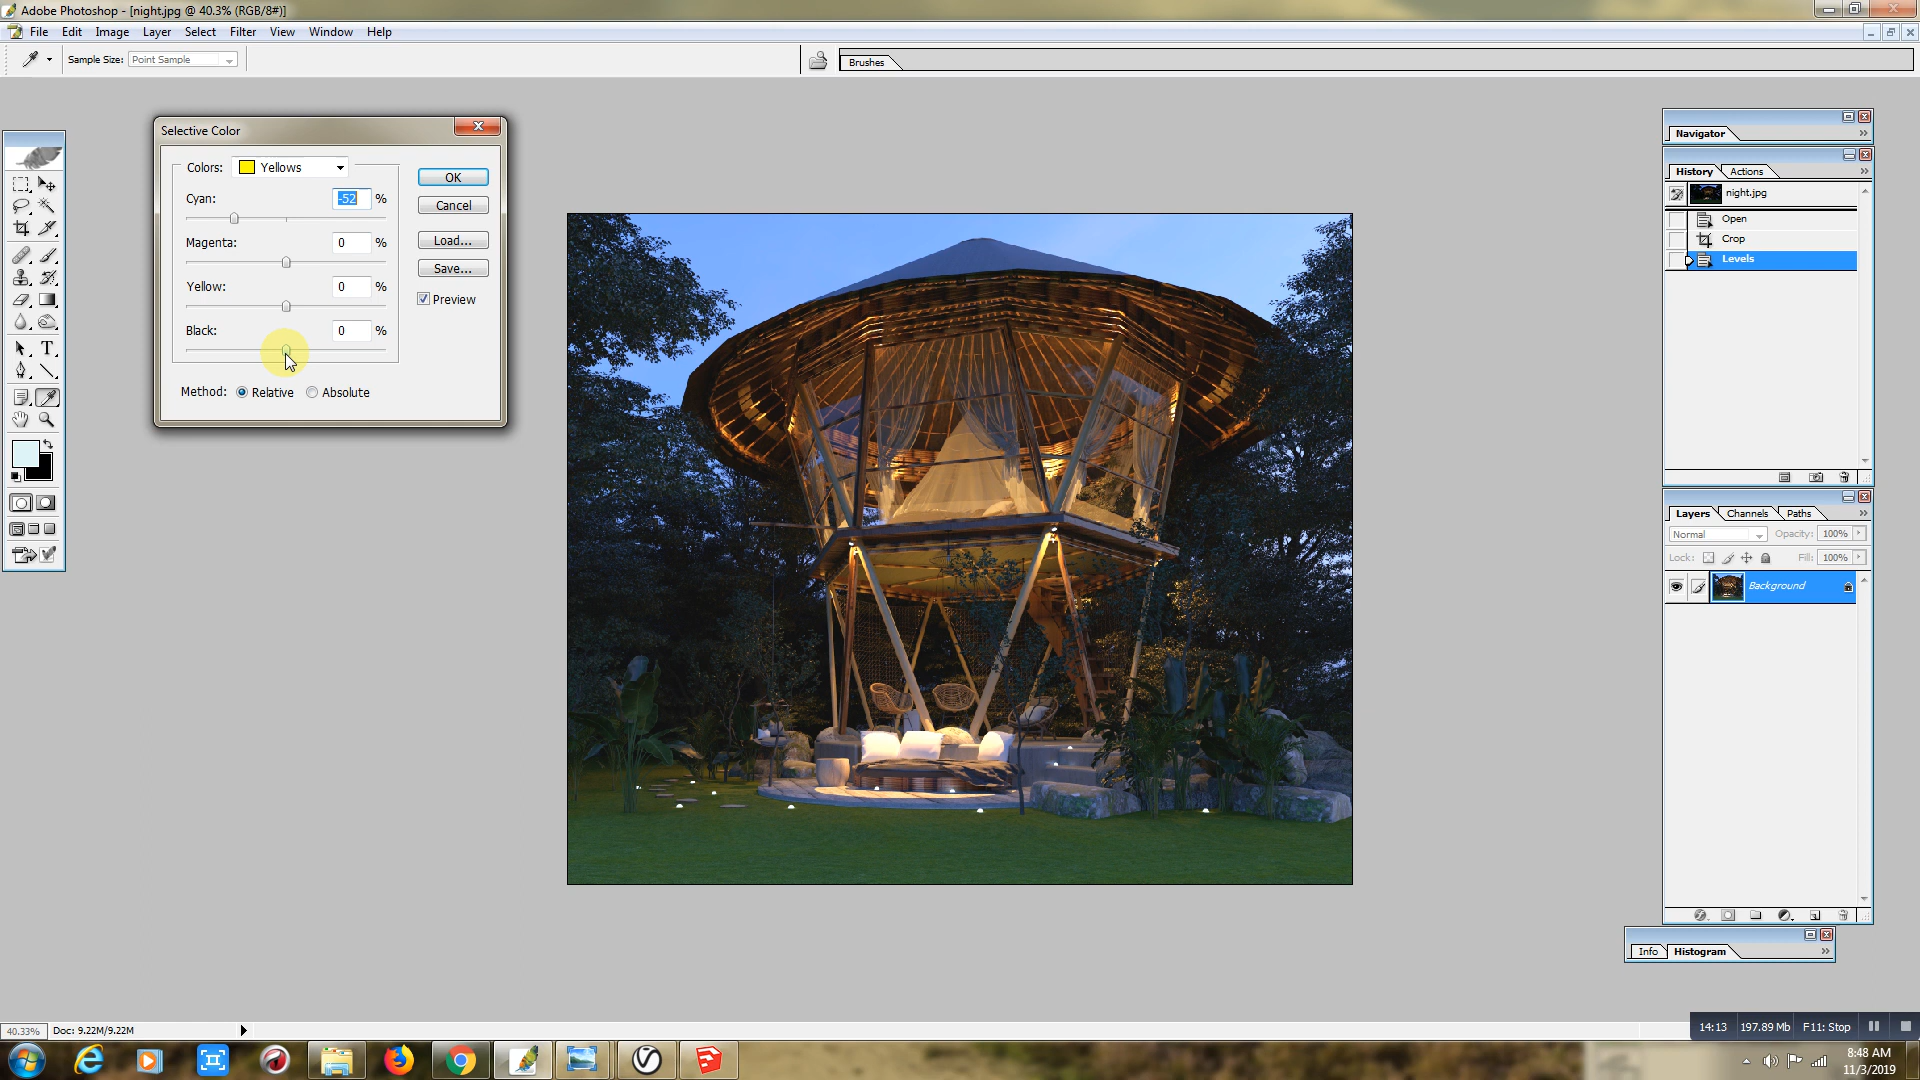 Adobe Photoshop - [night.jpg @ 40.3% (RGB/8#)]
File Edit Image Layer Select Filter View Window Help
Sample Size: Point Sample
Brushes
Selective Color
Colors: Yellows
Cyan: -52 %
Magenta: 0 %
Yellow: 0 %
Black: 0 %
Method: Relative Absolute
OK
Cancel
Load...
Save...
Preview
Navigator
History Actions
night.jpg
Open
Crop
Levels
Layers Channels Paths
Normal Opacity: 100%
Lock: Fill: 100%
Background
Info Histogram
40.33% Doc: 9.22M/9.22M
14:13 197.89 Mb F11: Stop
8:48 AM
11/3/2019